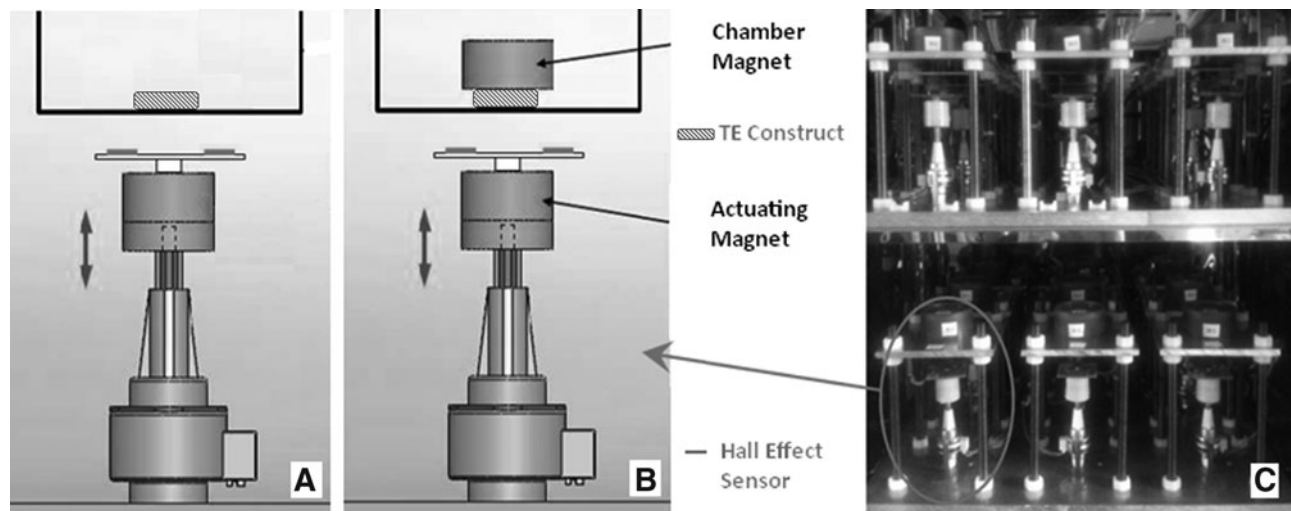 Chamber
Magnet
TE Construct
Actuating
Magnet
Hall Effect
Sensor
A
B
C